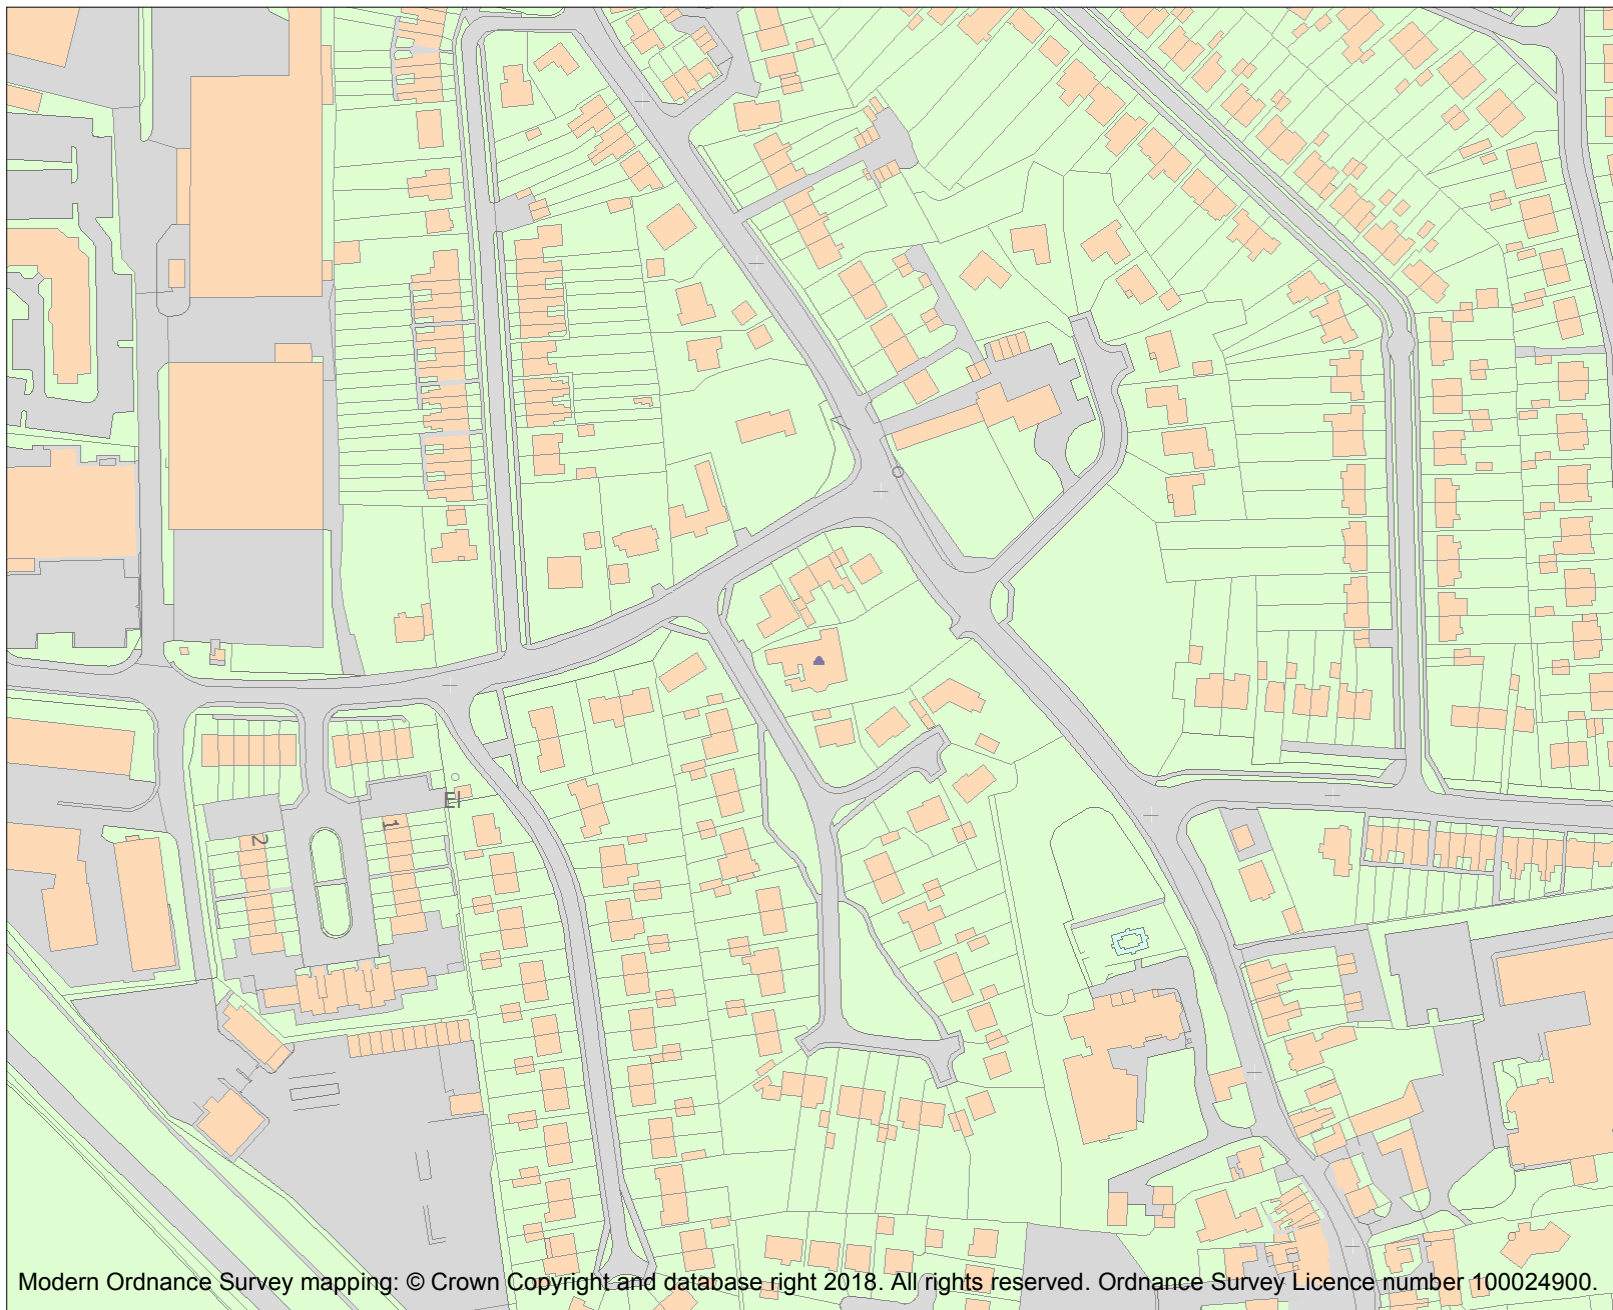 El
1
2
Modern Ordnance Survey mapping: © Crown Copyright and database right 2018. All rights reserved. Ordnance Survey Licence number 100024900.